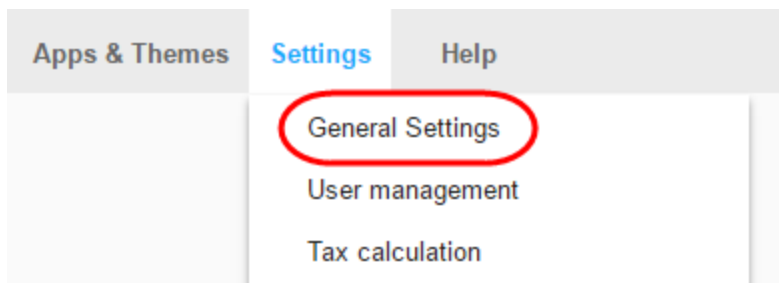 Apps & Themes Settings Help
General Settings
User management
Tax calculation